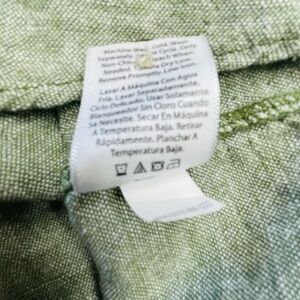 Machine Wash Cold, Wash
Separately, Gentle Cycle. Only
Non-Chlorine Bleach When
Needed. Tumble Dry Low.
Remove Promptly. Low Iron.
Lavar A Máquina Con Agua
Fría. Lavar Separadamente.
Ciclo Delicado. Usar Solamente
Blanqueador Sin Cloro Cuando
Se Necesite. Secar En Máquina
A Temperatura Baja. Retirar
Rápidamente. Planchar A
Temperatura Baja.